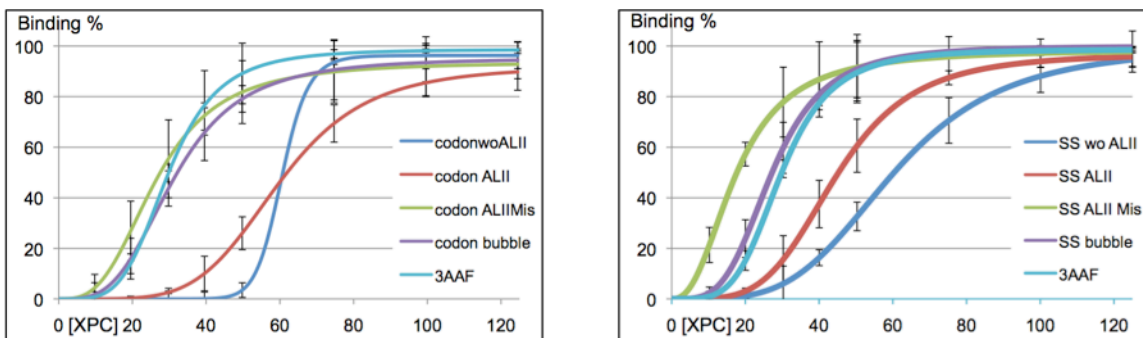 Binding %
100
80
60
40
20
0
codonwoALII
codon ALII
codon ALIIMis
codon bubble
3AAF
0 [XPC] 20 40 60 80 100 120
Binding %
100
80
60
40
20
0
SS wo ALII
SS ALII
SS ALII Mis
SS bubble
3AAF
0 [XPC] 20 40 60 80 100 120